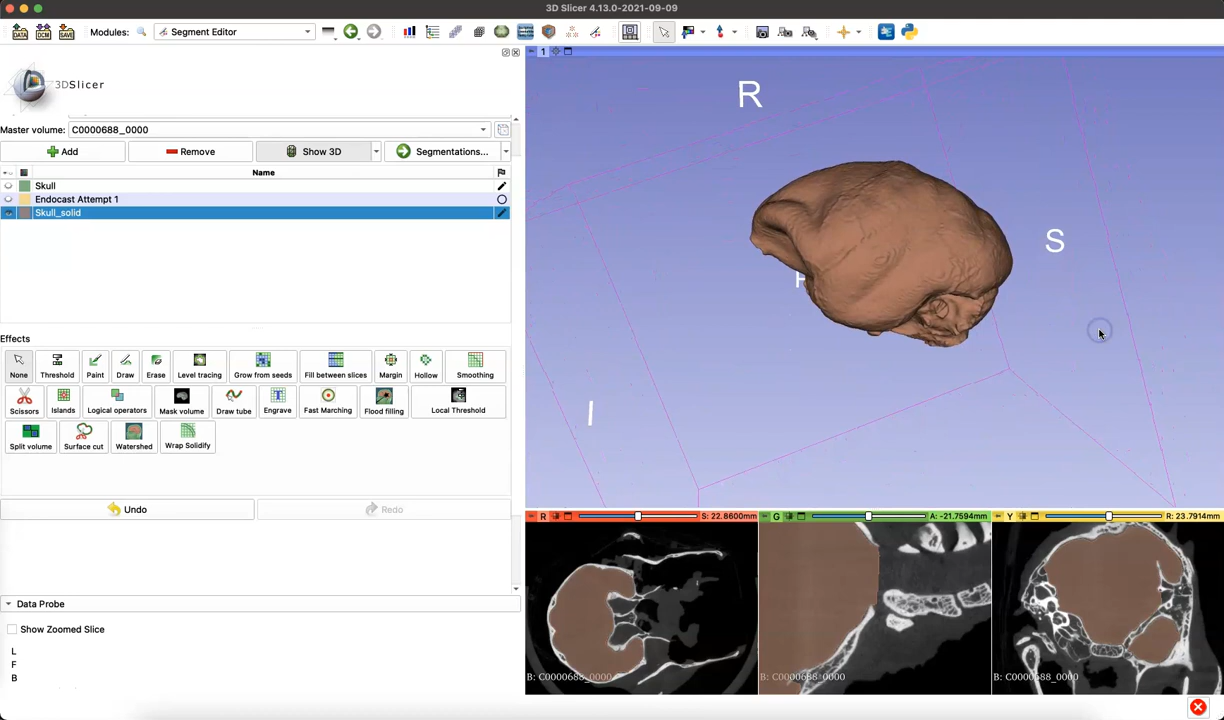 3D Slicer 4.13.0-2021-09-09
DATA
DCM
SAVE
Modules:
Segment Editor
3DSlicer
Master volume: C0000688_0000
Add
Remove
Show 3D
Segmentations...
Name
Skull
Endocast Attempt 1
Skull_solid
Effects
None Threshold Paint Draw Erase Level tracing Grow from seeds Fill between slices Margin Hollow Smoothing
Scissors Islands Logical operators Mask volume Draw tube Engrave Fast Marching Flood filling Local Threshold
Split volume Surface cut Watershed Wrap Solidify
Undo
Redo
Data Probe
Show Zoomed Slice
L
F
B
1
R
S
I
R
S: 22.8600mm
G
A: -21.7594mm
Y
R: 23.7914mm
B: C0000688_0000
B: C0000688_0000
B: C0000688_0000